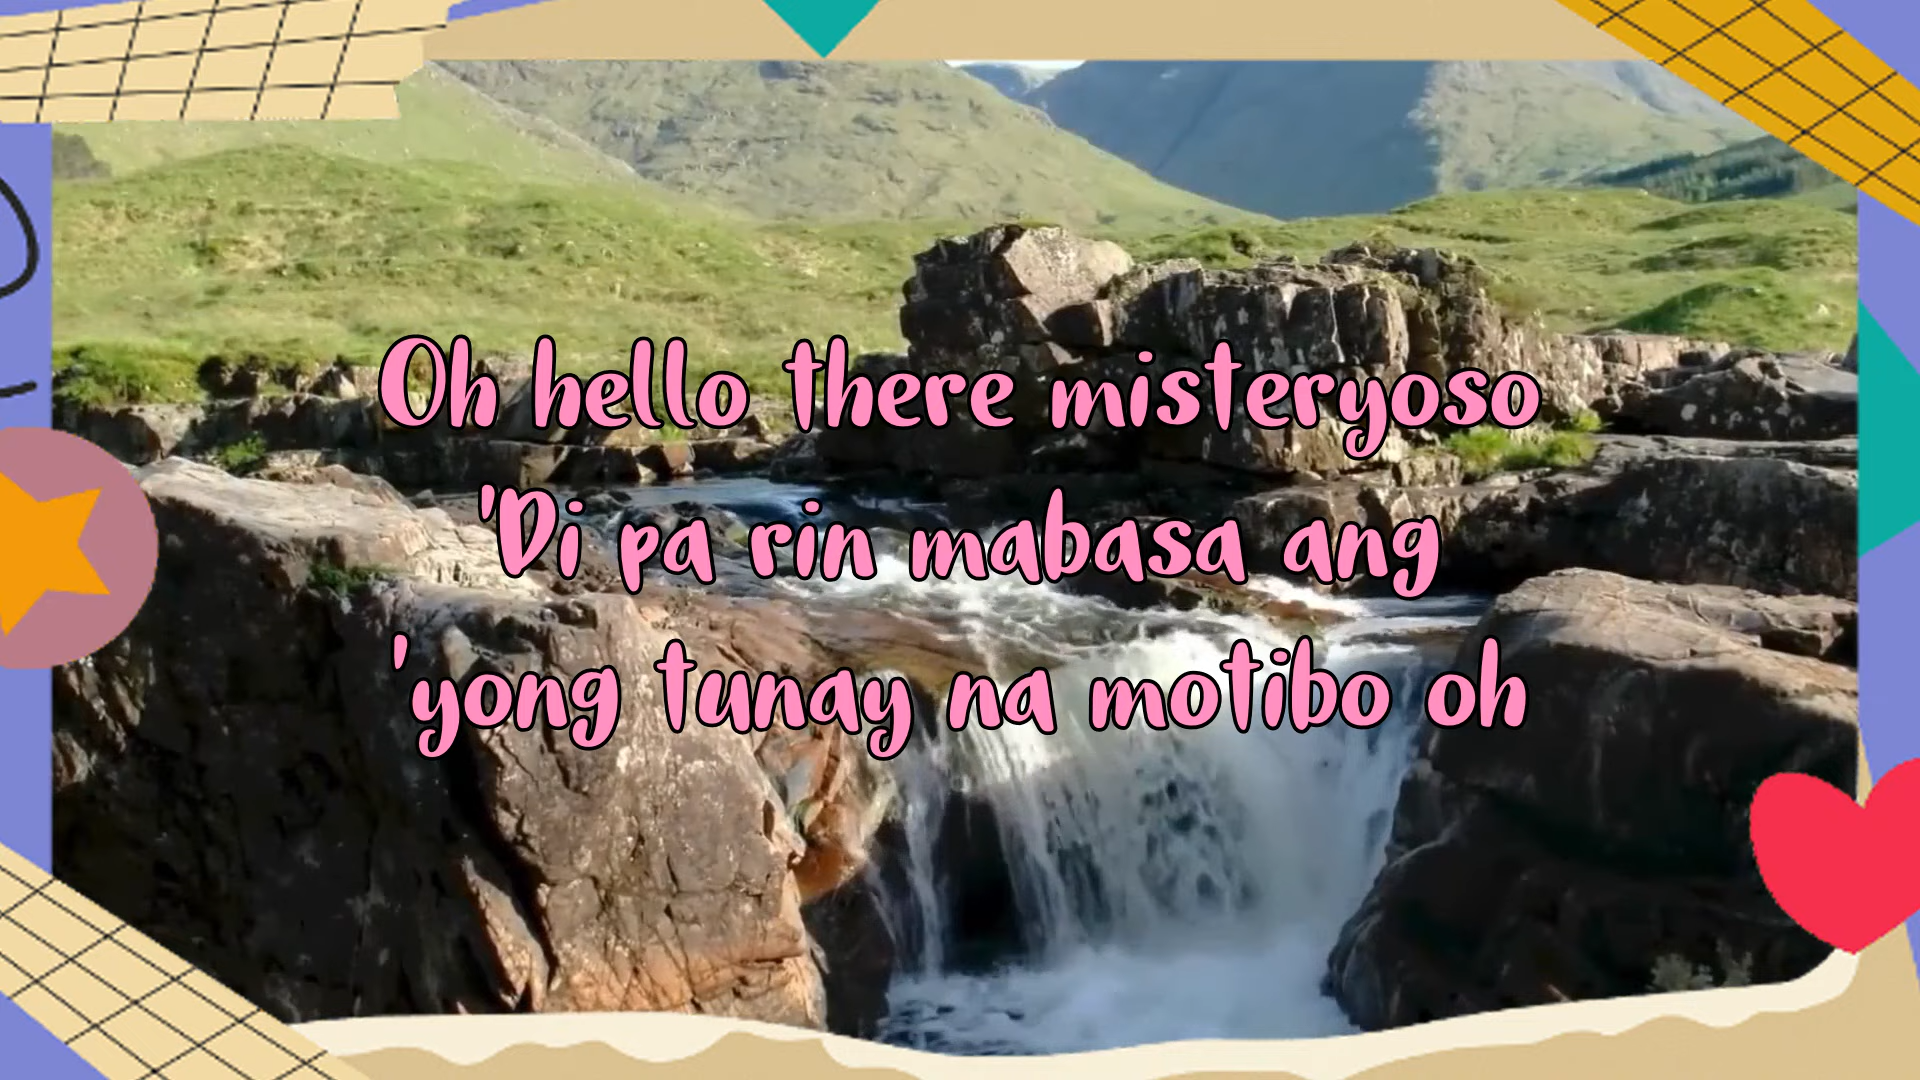 Oh hello there misteryoso
'Di pa rin mabasa ang
'yong tunay na motibo oh